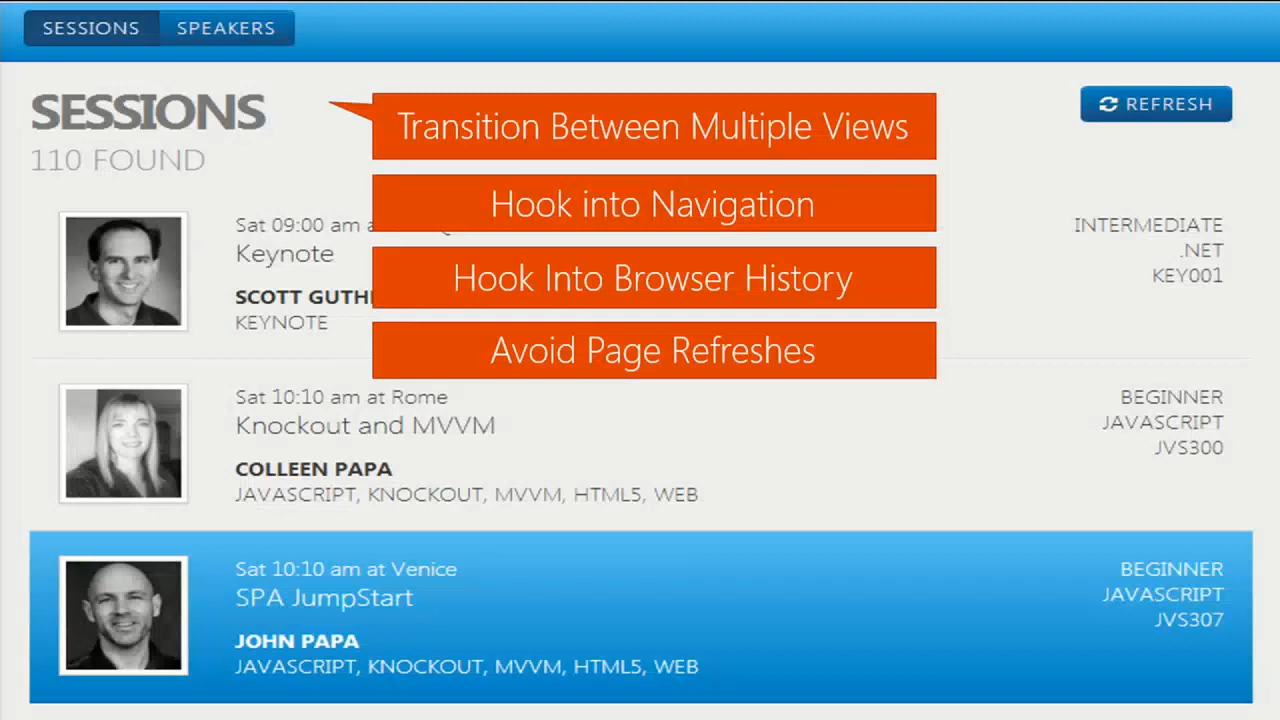 SESSIONS SPEAKERS
SESSIONS
110 FOUND
REFRESH
Transition Between Multiple Views
Hook into Navigation
Hook Into Browser History
Avoid Page Refreshes
Sat 09:00 am
Keynote
SCOTT
KEYNOTE
INTERMEDIATE
.NET
KEY001
Sat 10:10 am at Rome
Knockout and MVVM
COLLEEN PAPA
JAVASCRIPT, KNOCKOUT, MVVM, HTML5, WEB
BEGINNER
JAVASCRIPT
JVS300
Sat 10:10 am at Venice
SPA JumpStart
JOHN PAPA
JAVASCRIPT, KNOCKOUT, MVVM, HTML5, WEB
BEGINNER
JAVASCRIPT
JVS307